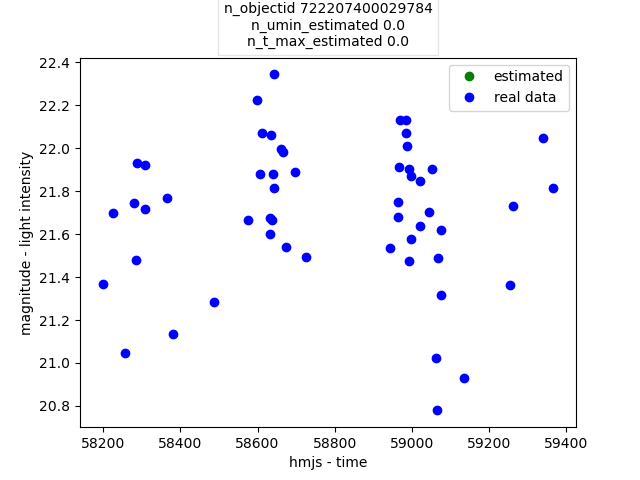 n_objectid 722207400029784
n_umin_estimated 0.0
n_t_max_estimated 0.0
estimated
real data
22.4
22.2
22.0
21.8
21.6
21.4
21.2
21.0
20.8
magnitude - light intensity
58200 58400 58600 58800 59000 59200 59400
hmjs - time